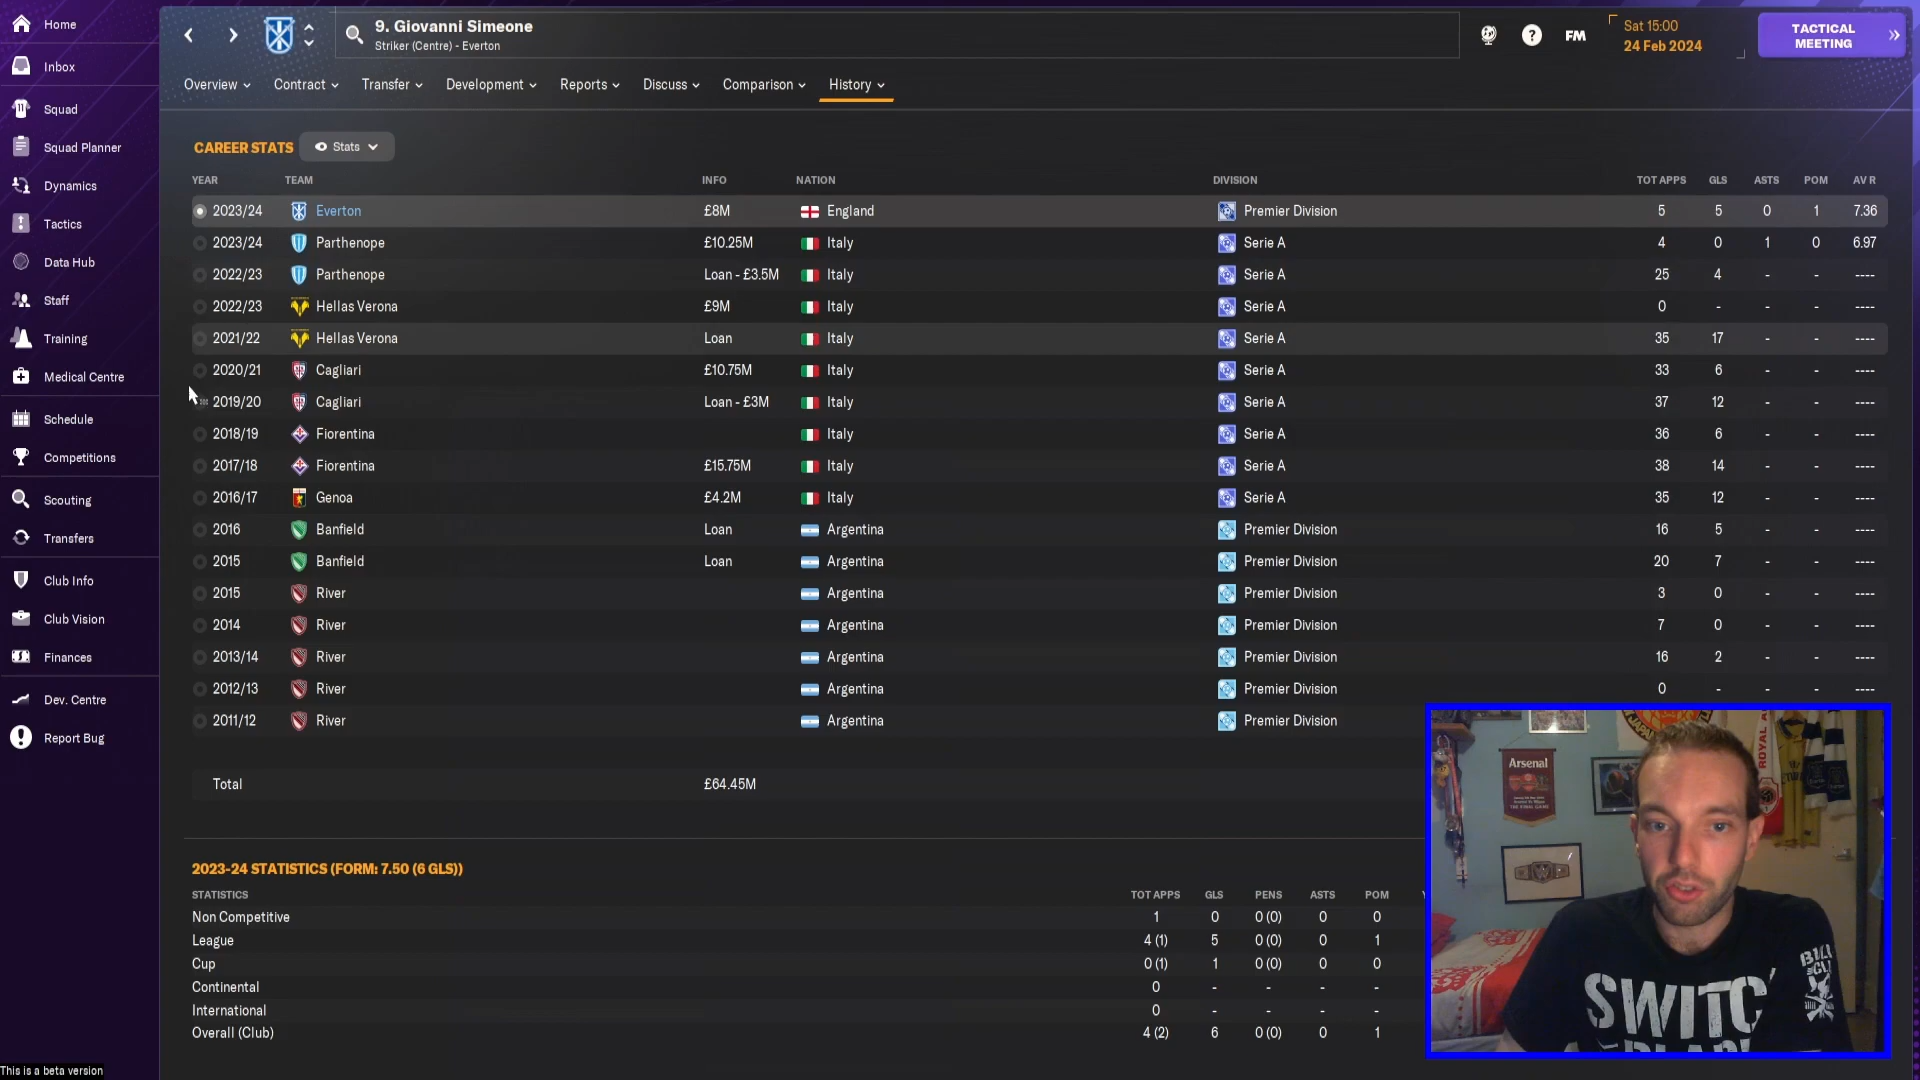 Home
Inbox
Squad
Squad Planner
Dynamics
Tactics
Data Hub
Staff
Training
Medical Centre
Schedule
Competitions
Scouting
Transfers
Club Info
Club Vision
Finances
Dev. Centre
Report Bug
This is a beta version
9. Giovanni Simeone
Striker (Centre) - Everton
FM
Sat 15:00
24 Feb 2024
TACTICAL
MEETING
Overview Contract Transfer Development Reports Discuss Comparison History
CAREER STATS Stats
YEAR TEAM INFO NATION DIVISION TOT APPS GLS ASTS POM AV R
2023/24 Everton £8M England Premier Division 5 5 0 1 7.36
2023/24 Parthenope £10.25M Italy Serie A 4 0 1 0 6.97
2022/23 Parthenope Loan - £3.5M Italy Serie A 25 4 - - ----
2022/23 Hellas Verona £9M Italy Serie A 0 - - - ----
2021/22 Hellas Verona Loan Italy Serie A 35 17 - - ----
2020/21 Cagliari £10.75M Italy Serie A 33 6 - - ----
2019/20 Cagliari Loan - £3M Italy Serie A 37 12 - - ----
2018/19 Fiorentina Italy Serie A 36 6 - - ----
2017/18 Fiorentina £15.75M Italy Serie A 38 14 - - ----
2016/17 Genoa £4.2M Italy Serie A 35 12 - - ----
2016 Banfield Loan Argentina Premier Division 16 5 - - ----
2015 Banfield Loan Argentina Premier Division 20 7 - - ----
2015 River Argentina Premier Division 3 0 - - ----
2014 River Argentina Premier Division 7 0 - - ----
2013/14 River Argentina Premier Division 16 2 - - ----
2012/13 River Argentina Premier Division 0 - - - ----
2011/12 River Argentina Premier Division
Total £64.45M
2023-24 STATISTICS (FORM: 7.50 (6 GLS))
STATISTICS TOT APPS GLS PENS ASTS POM
Non Competitive 1 0 0 (0) 0 0
League 4 (1) 5 0 (0) 0 1
Cup 0 (1) 1 0 (0) 0 0
Continental 0 - - - -
International 0 - - - -
Overall (Club) 4 (2) 6 0 (0) 0 1
Arsenal
JAPAN
ROYAL
SWITC